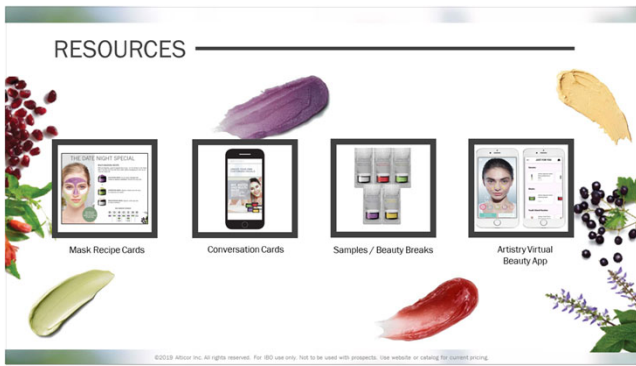 RESOURCES
THE DATE NIGHT SPECIAL
Mask Recipe Cards
Conversation Cards
Samples / Beauty Breaks
Artistry Virtual
Beauty App
©2018 Alticor Inc. All rights reserved. For IBO use only. Not to be used with prospects. Use website or catalog for current pricing.